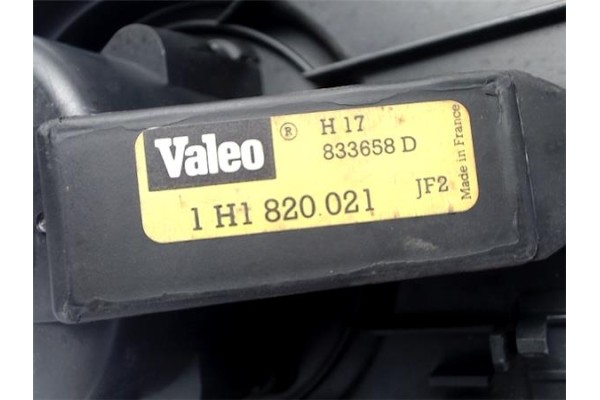 Valeo ® H 17
833658 D
1 H1 820 021 JF2
Made in France